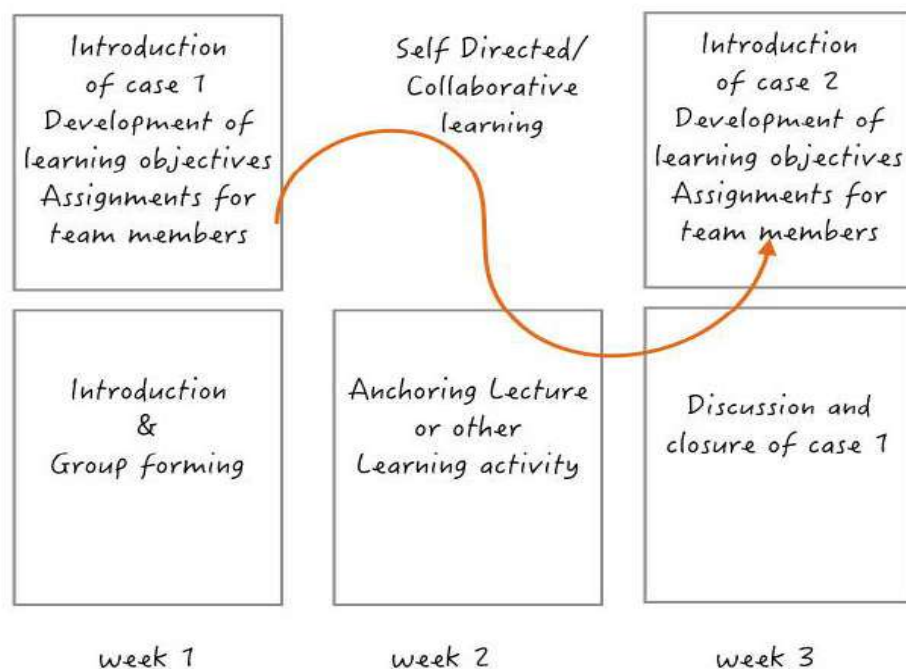 Introduction
of case 1
Development of
learning objectives
Assignments for
team members
Self Directed/
Collaborative
learning
Introduction
of case 2
Development of
learning objectives
Assignments for
team members
Introduction
&
Group forming
Anchoring Lecture
or other
Learning activity
Discussion and
closure of case 1
week 1
week 2
week 3